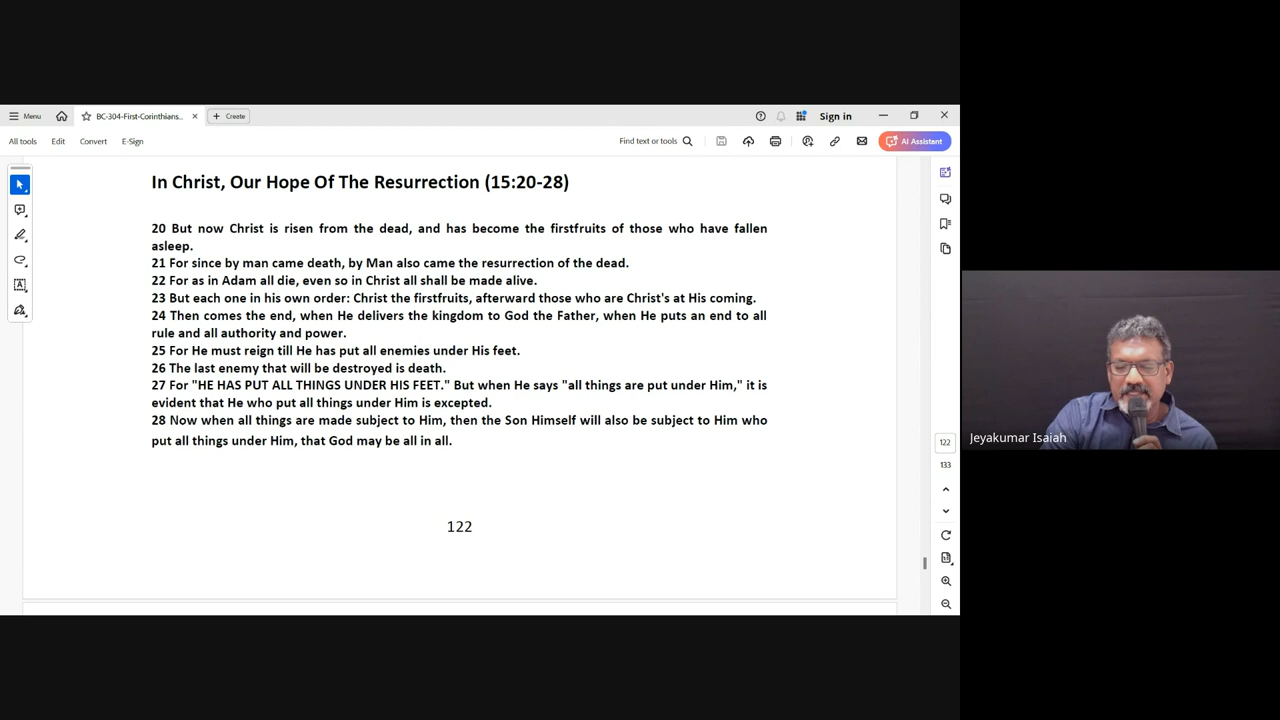 Menu
BC-304-First-Corinthians...
Create
Sign in
All tools
Edit
Convert
E-Sign
Find text or tools
AI Assistant
In Christ, Our Hope Of The Resurrection (15:20-28)
20 But now Christ is risen from the dead, and has become the firstfruits of those who have fallen
asleep.
21 For since by man came death, by Man also came the resurrection of the dead.
22 For as in Adam all die, even so in Christ all shall be made alive.
23 But each one in his own order: Christ the firstfruits, afterward those who are Christ's at His coming.
24 Then comes the end, when He delivers the kingdom to God the Father, when He puts an end to all
rule and all authority and power.
25 For He must reign till He has put all enemies under His feet.
26 The last enemy that will be destroyed is death.
27 For "HE HAS PUT ALL THINGS UNDER HIS FEET." But when He says "all things are put under Him," it is
evident that He who put all things under Him is excepted.
28 Now when all things are made subject to Him, then the Son Himself will also be subject to Him who
put all things under Him, that God may be all in all.
122
122
133
Jeyakumar Isaiah